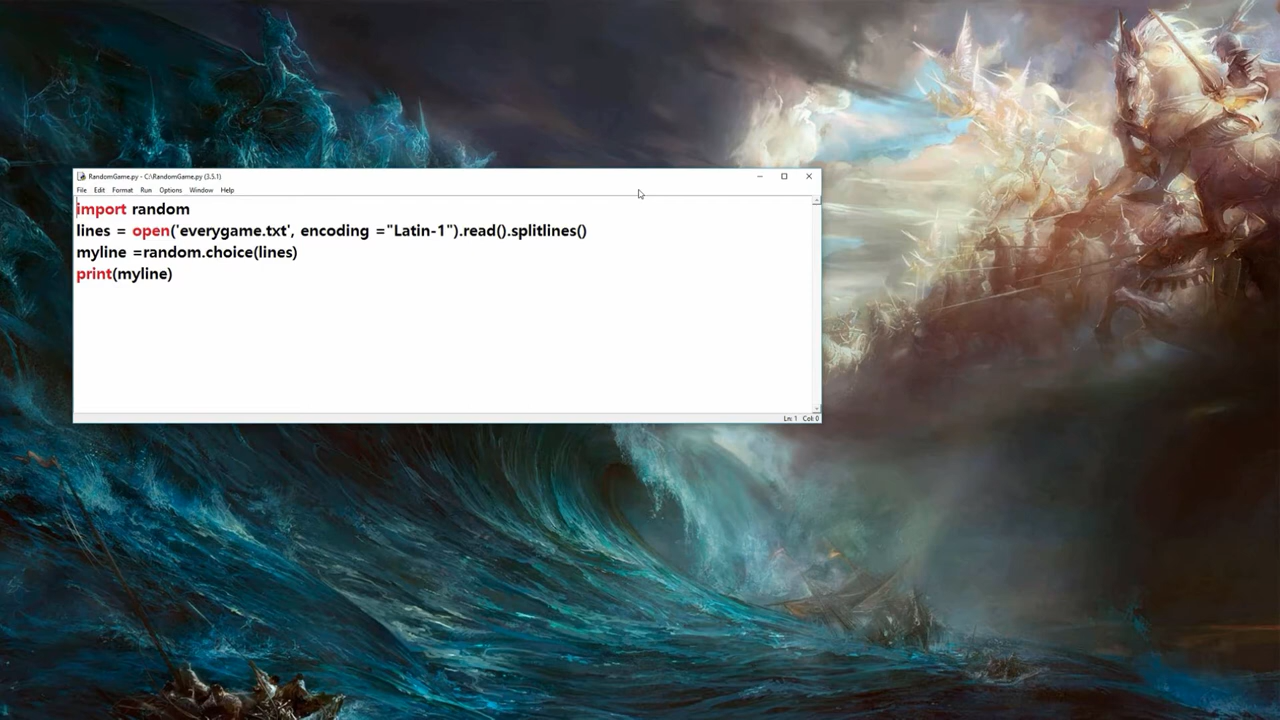 RandomGame.py - C:\RandomGame.py (3.5.1)
File Edit Format Run Options Window Help
import random
lines = open('everygame.txt', encoding ="Latin-1").read().splitlines()
myline =random.choice(lines)
print(myline)
Ln: 1 Col: 0